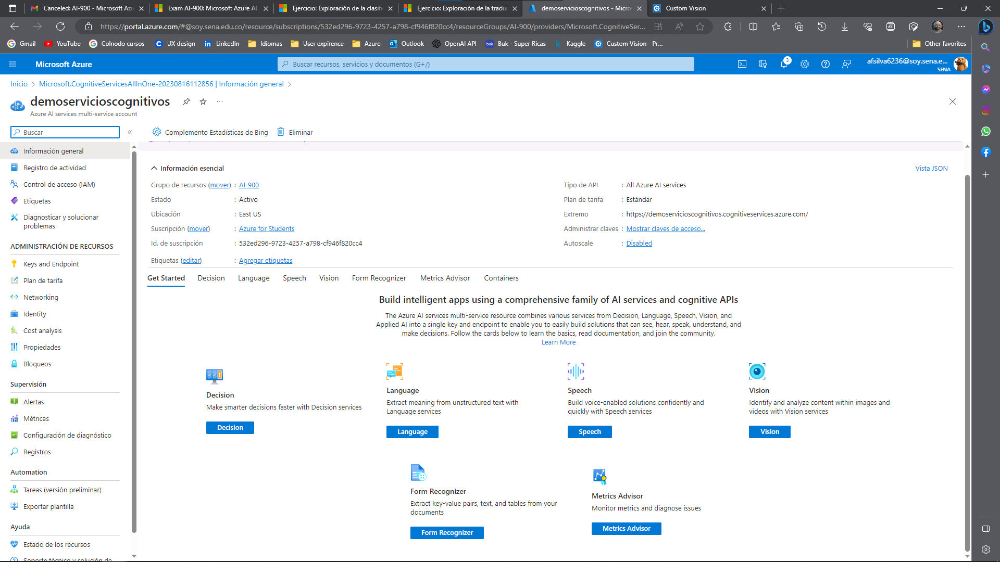 Canceled: AI-900 - Microsoft Azu
Exam AI-900: Microsoft Azure AI
Ejercicio: Exploración de la clasifi
Ejercicio: Exploración de la tradu
demoservicioscognitivos - Micros
Custom Vision
https://portal.azure.com/#@soy.sena.edu.co/resource/subscriptions/532ed296-9723-4257-a798-cf946f820cc4/resourceGroups/AI-900/providers/Microsoft.CognitiveSer...
Gmail YouTube Colnodo cursos UX design LinkedIn Idiomas User expirence Azure Outlook OpenAI API Buk - Super Ricas Kaggle Custom Vision - Pr... Other favorites
Microsoft Azure
Buscar recursos, servicios y documentos (G+/)
3
afsilva6236@soy.sena.e...
SENA
Inicio > Microsoft.CognitiveServicesAllInOne-20230816112856 | Información general >
demoservicioscognitivos
Azure AI services multi-service account
Buscar
Complemento Estadísticas de Bing Eliminar
Información general
Registro de actividad
Control de acceso (IAM)
Etiquetas
Diagnosticar y solucionar
problemas
ADMINISTRACIÓN DE RECURSOS
Keys and Endpoint
Plan de tarifa
Networking
Identity
Cost analysis
Propiedades
Bloqueos
Supervisión
Alertas
Métricas
Configuración de diagnóstico
Registros
Automation
Tareas (versión preliminar)
Exportar plantilla
Ayuda
Estado de los recursos
Soporte técnico y solución de
Información esencial
Vista JSON
Grupo de recursos (mover) : AI-900
Estado : Activo
Ubicación : East US
Suscripción (mover) : Azure for Students
Id. de suscripción : 532ed296-9723-4257-a798-cf946f820cc4
Etiquetas (editar) : Agregar etiquetas
Tipo de API : All Azure AI services
Plan de tarifa : Estándar
Extremo : https://demoservicioscognitivos.cognitiveservices.azure.com/
Administrar claves : Mostrar claves de acceso...
Autoscale : Disabled
Get Started Decision Language Speech Vision Form Recognizer Metrics Advisor Containers
Build intelligent apps using a comprehensive family of AI services and cognitive APIs
The Azure AI services multi-service resource combines various services from Decision, Language, Speech, Vision, and
Applied AI into a single key and endpoint to enable you to easily build solutions that can see, hear, speak, understand, and
make decisions. Follow the cards below to learn the basics, read documentation, and join the community.
Learn More
Decision
Make smarter decisions faster with Decision services
Decision
Language
Extract meaning from unstructured text with
Language services
Language
Speech
Build voice-enabled solutions confidently and
quickly with Speech services
Speech
Vision
Identify and analyze content within images and
videos with Vision services
Vision
Form Recognizer
Extract key-value pairs, text, and tables from your
documents
Form Recognizer
Metrics Advisor
Monitor metrics and diagnose issues
Metrics Advisor